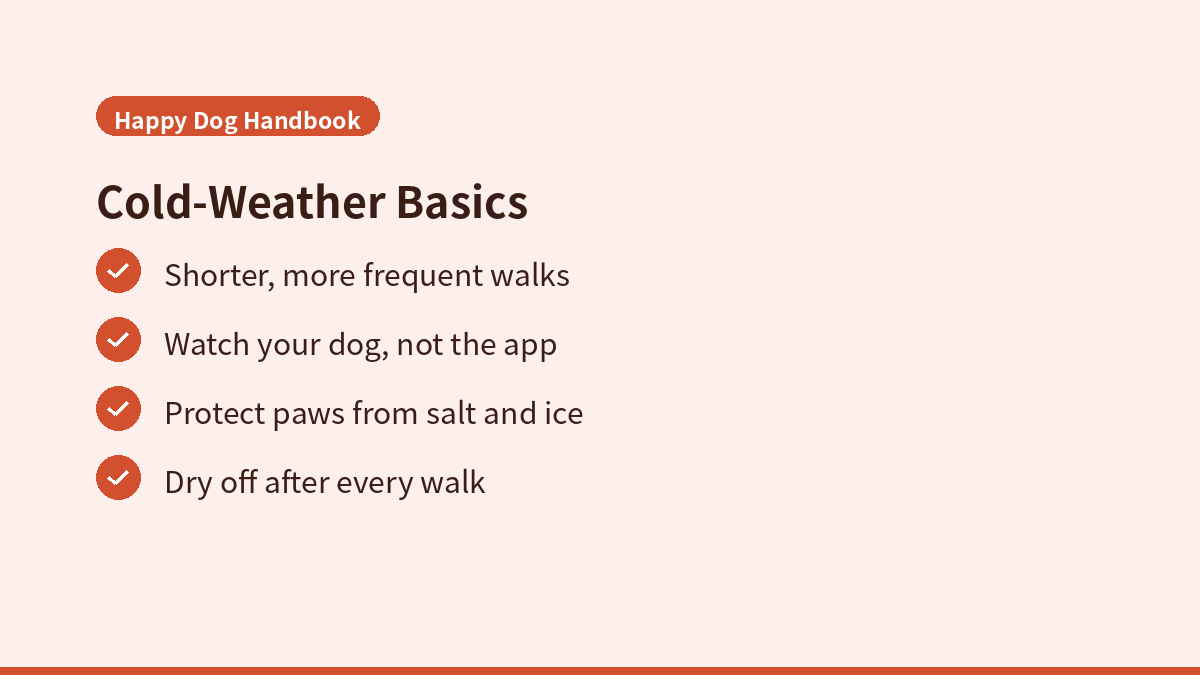 Happy Dog Handbook
Cold-Weather Basics
Shorter, more frequent walks
Watch your dog, not the app
Protect paws from salt and ice
Dry off after every walk